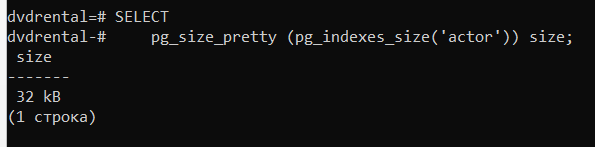 dvdrental=# SELECT
dvdrental-#     pg_size_pretty (pg_indexes_size('actor')) size;
 size
-------
 32 kB
(1 строка)